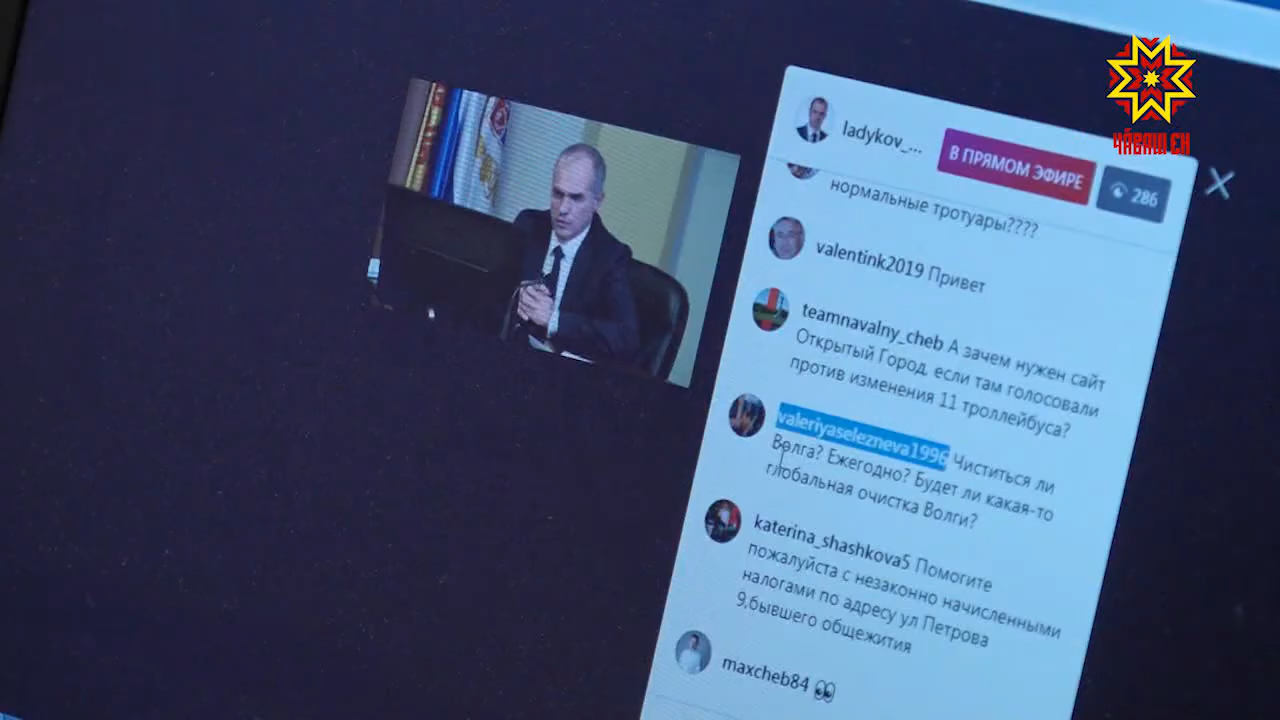 ЧӐВАШ ЕН
ladykov_...
В ПРЯМОМ ЭФИРЕ
286
нормальные тротуары????
valentink2019 Привет
teamnavalny_cheb А зачем нужен сайт
Открытый Город, если там голосовали
против изменения 11 троллейбуса?
valeriyaselezneva1996 Чиститься ли
Волга? Ежегодно? Будет ли какая-то
глобальная очистка Волги?
katerina_shashkova5 Помогите
пожалуйста с незаконно начисленными
налогами по адресу ул Петрова
9,бывшего общежития
maxcheb84 👀